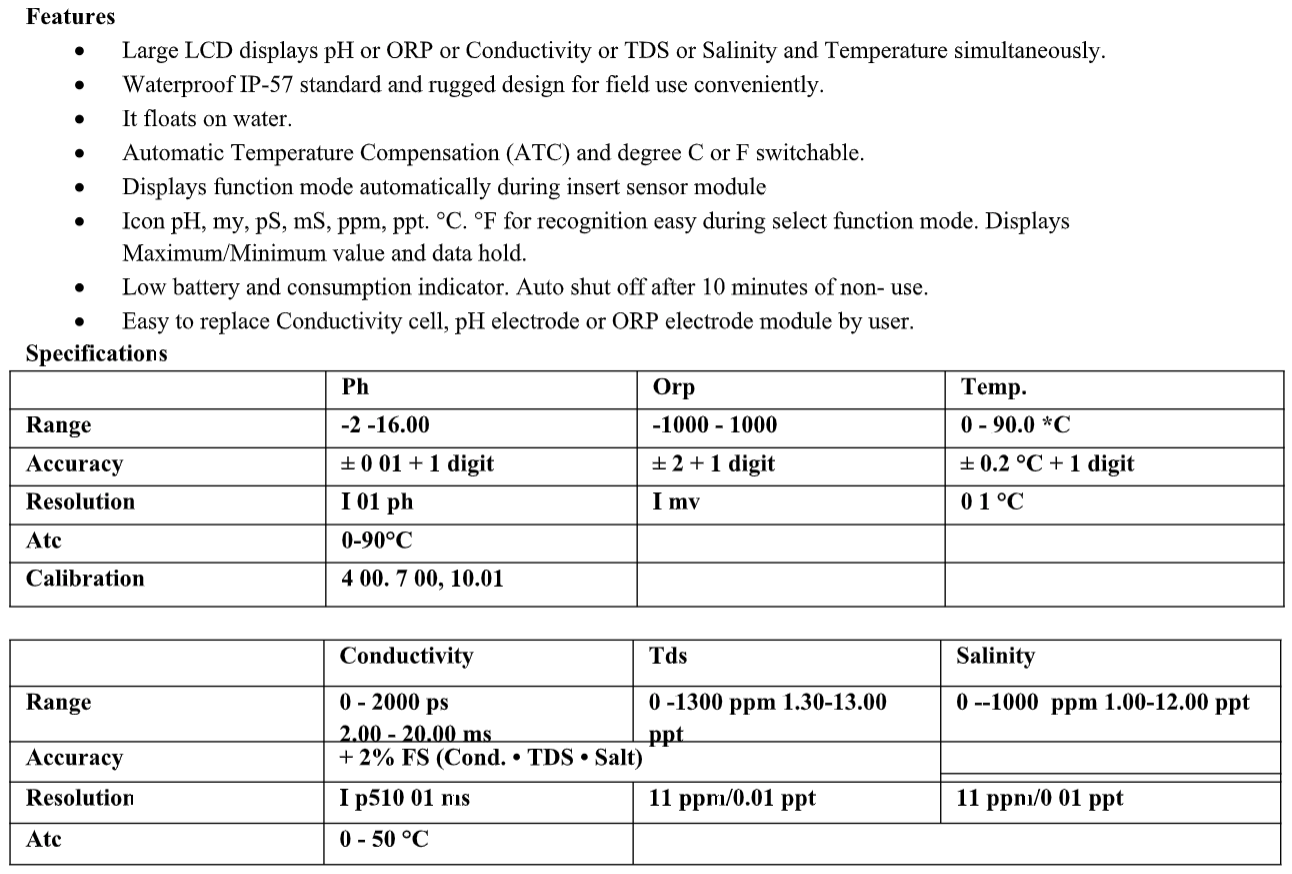 Features
• Large LCD displays pH or ORP or Conductivity or TDS or Salinity and Temperature simultaneously.
• Waterproof IP-57 standard and rugged design for field use conveniently.
• It floats on water.
• Automatic Temperature Compensation (ATC) and degree C or F switchable.
• Displays function mode automatically during insert sensor module
• Icon pH, my, pS, mS, ppm, ppt. °C. °F for recognition easy during select function mode. Displays
Maximum/Minimum value and data hold.
• Low battery and consumption indicator. Auto shut off after 10 minutes of non- use.
• Easy to replace Conductivity cell, pH electrode or ORP electrode module by user.
Specifications
Ph Orp Temp.
Range -2 -16.00 -1000 - 1000 0 - 90.0 *C
Accuracy ± 0 01 + 1 digit ± 2 + 1 digit ± 0.2 °C + 1 digit
Resolution I 01 ph I mv 0 1 °C
Atc 0-90°C
Calibration 4 00. 7 00, 10.01
Conductivity Tds Salinity
Range 0 - 2000 ps 0 -1300 ppm 1.30-13.00 0 --1000 ppm 1.00-12.00 ppt
2.00 - 20.00 ms ppt
Accuracy + 2% FS (Cond. • TDS • Salt)
Resolution I p510 01 ms 11 ppm/0.01 ppt 11 ppm/0 01 ppt
Atc 0 - 50 °C